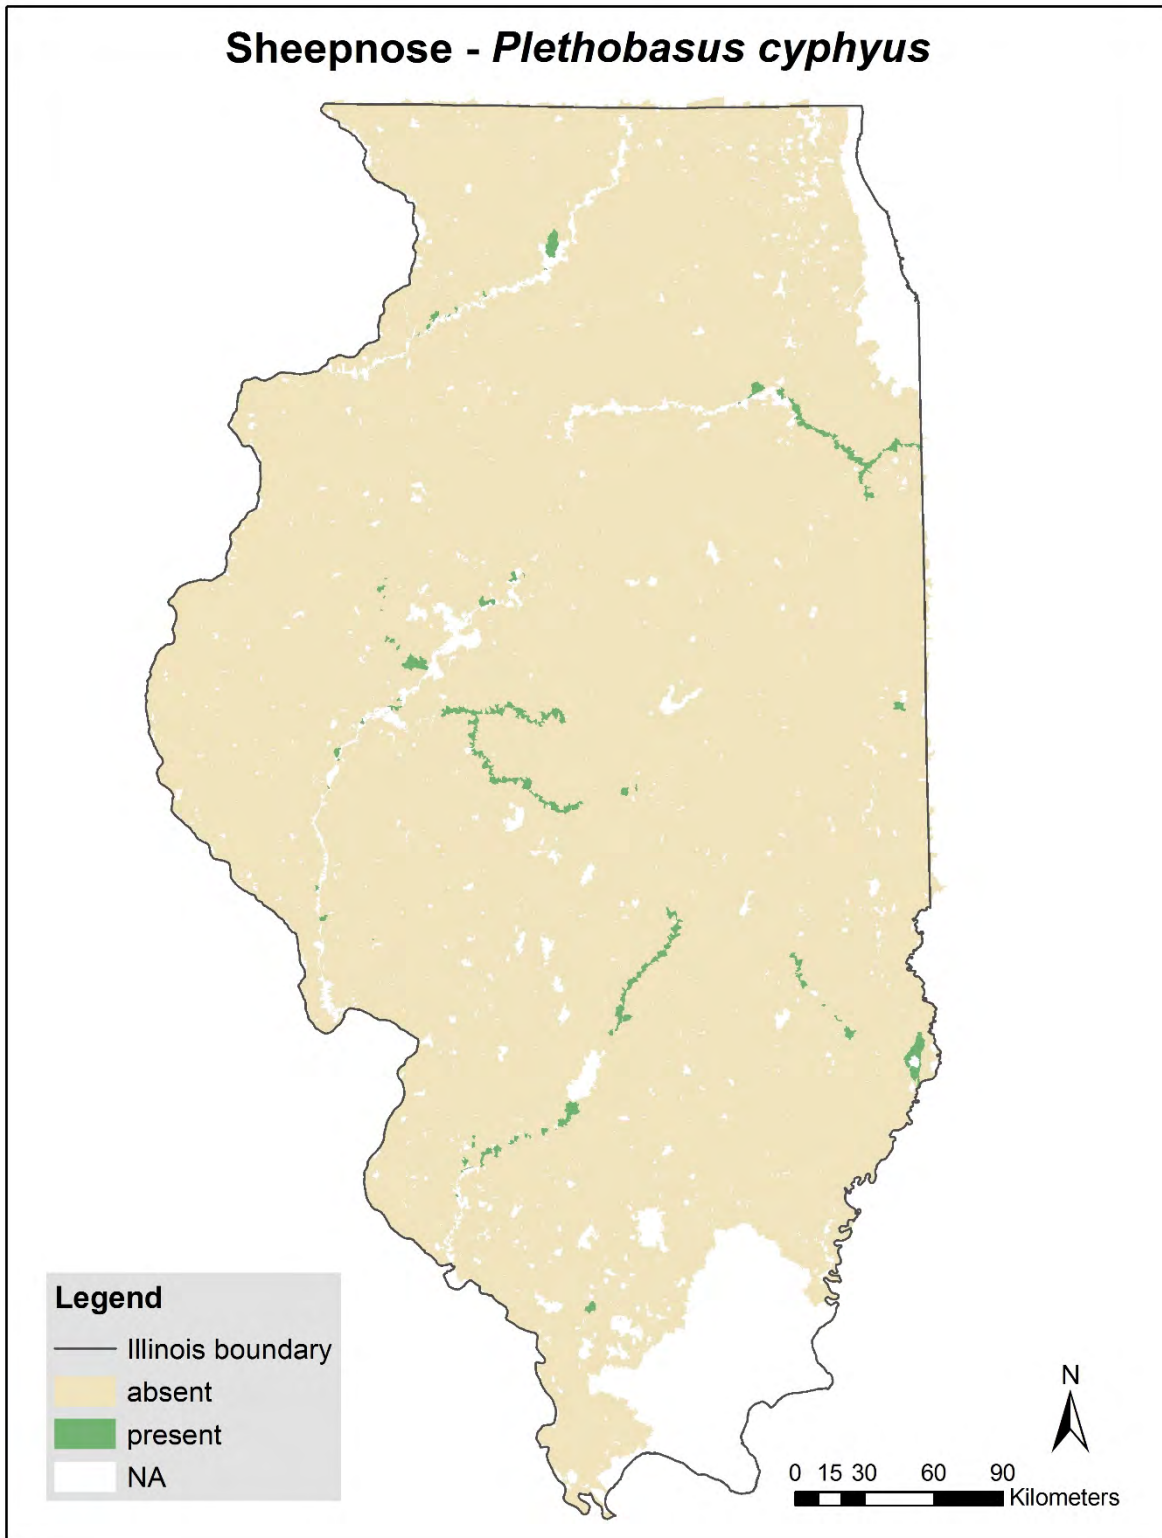 Sheepnose - Plethobasus cyphyus
Legend
Illinois boundary
absent
present
NA
N
0 15 30 60 90
Kilometers